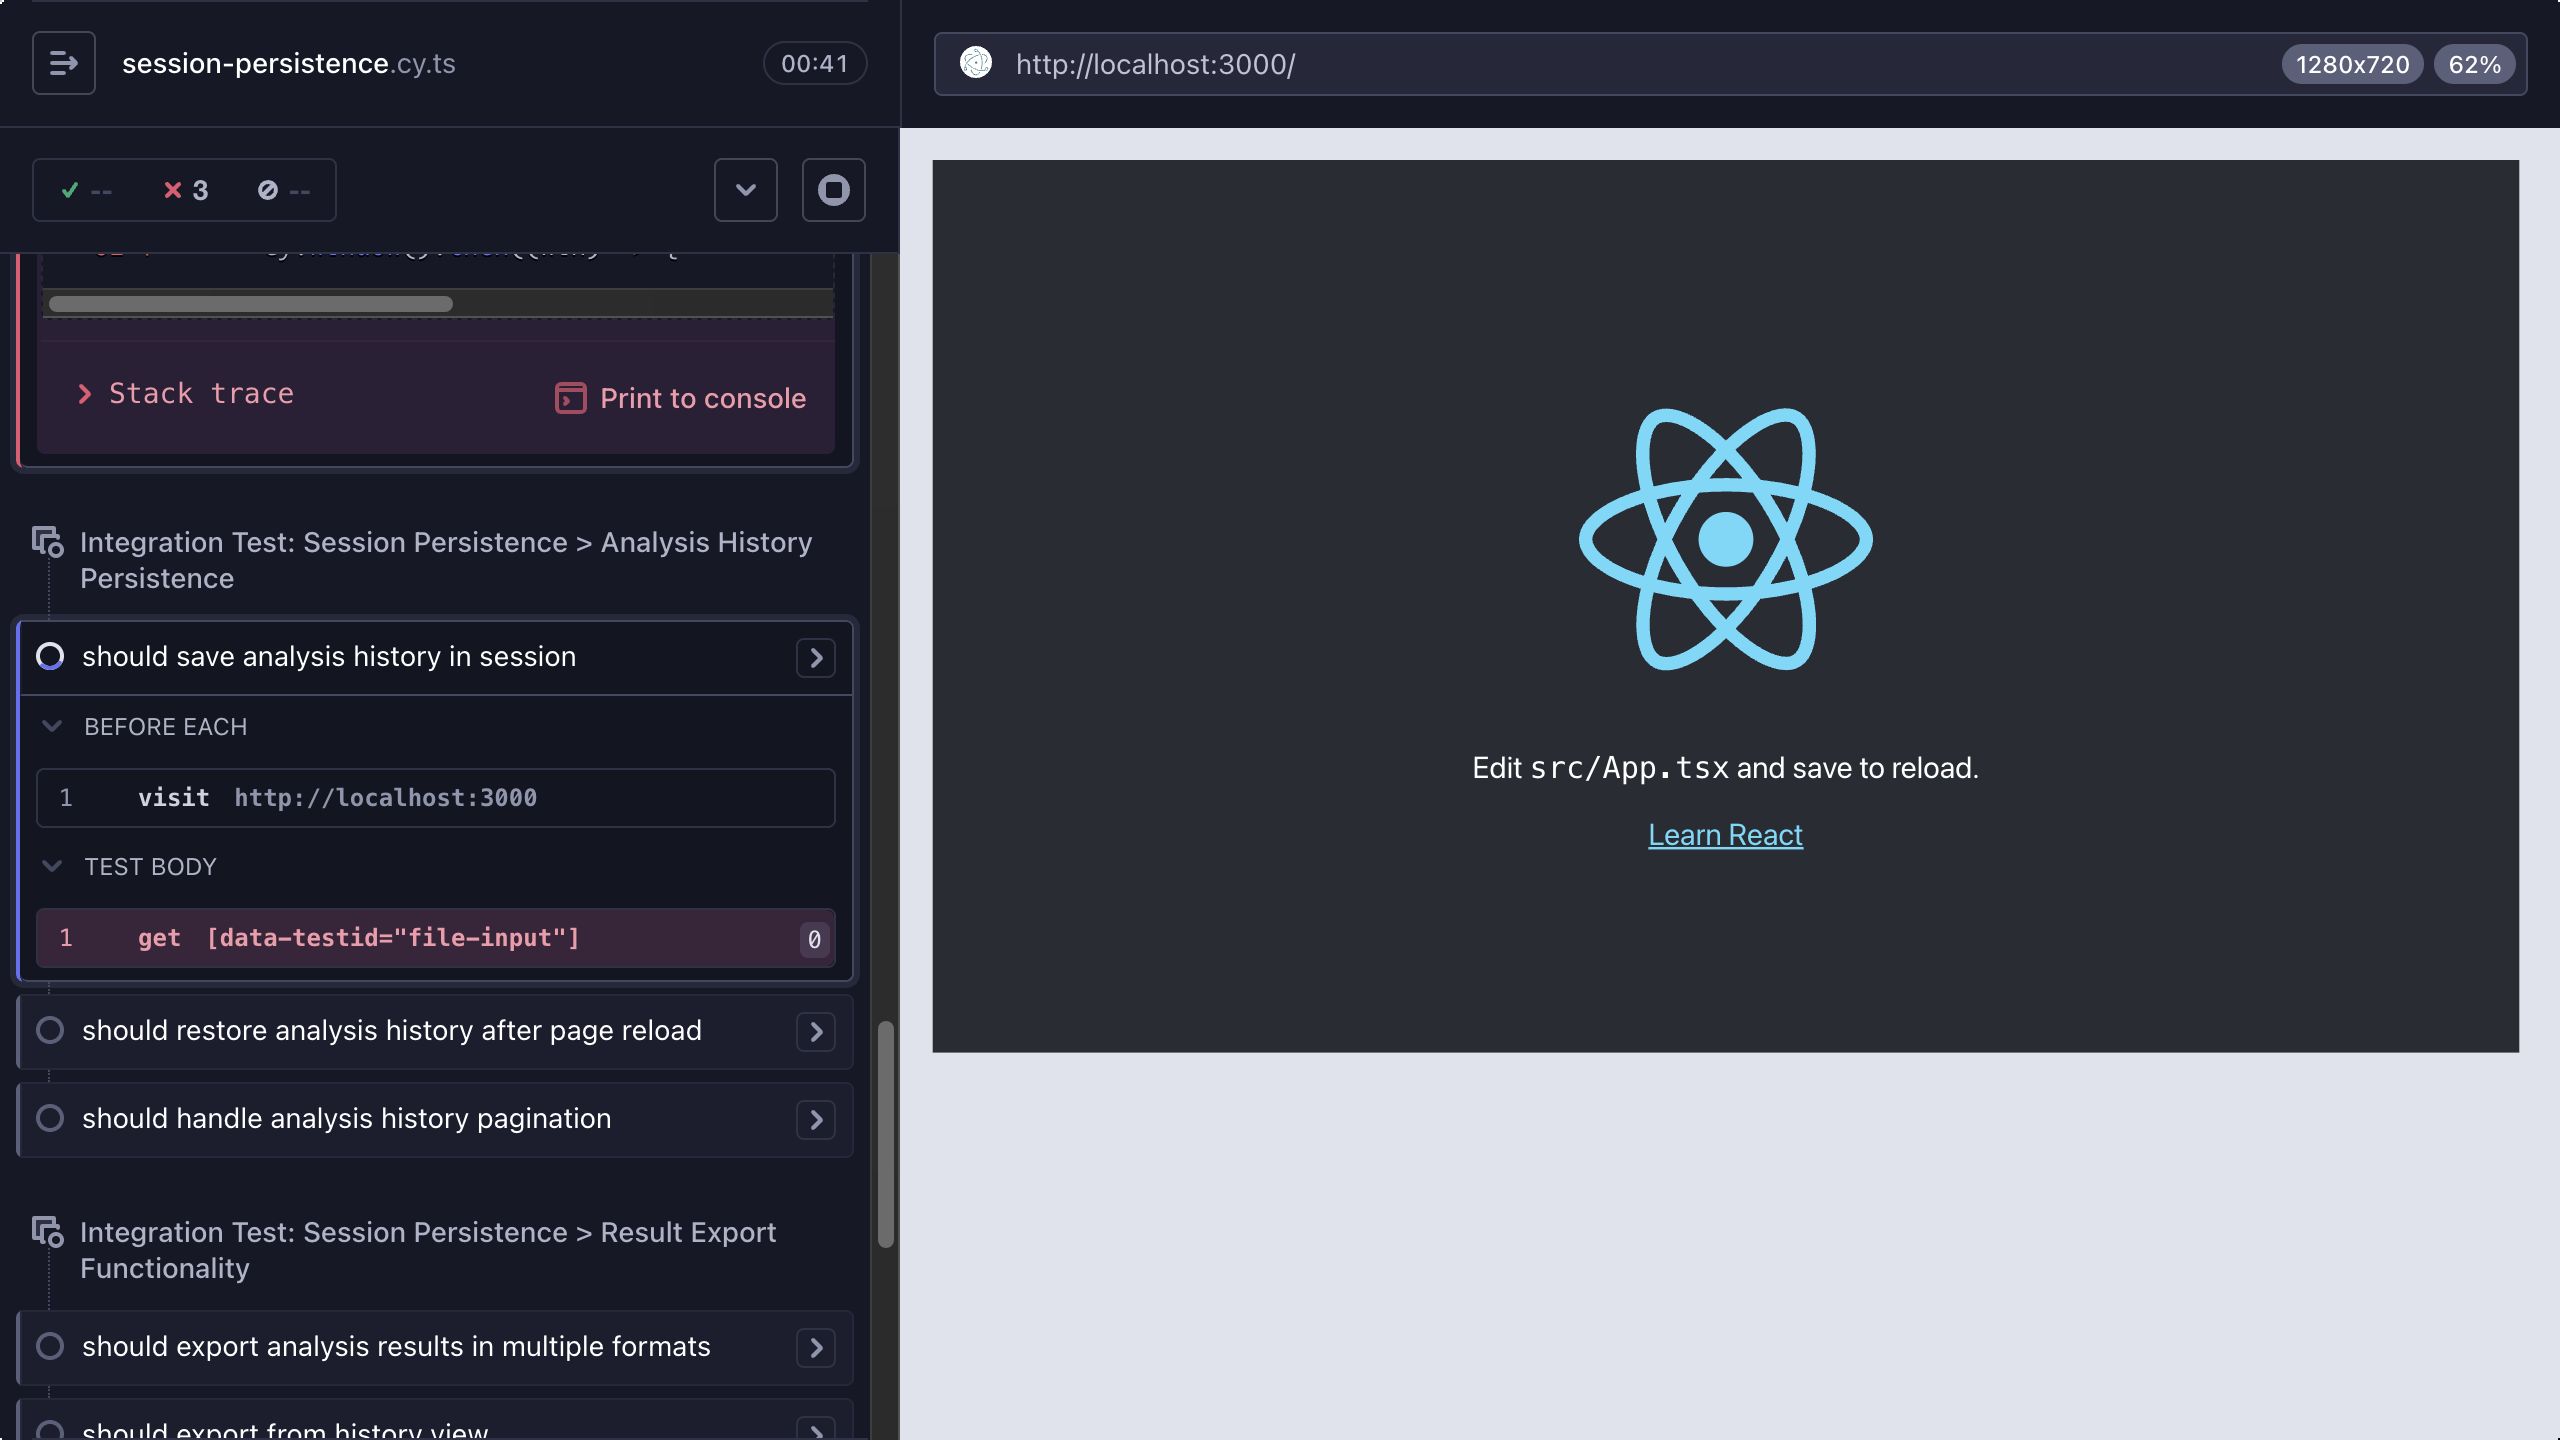 session-persistence.cy.ts
00:41
-- 3 --
Stack trace
Print to console
Integration Test: Session Persistence > Analysis History
Persistence
should save analysis history in session
BEFORE EACH
1 visit http://localhost:3000
TEST BODY
1 get [data-testid="file-input"] 0
should restore analysis history after page reload
should handle analysis history pagination
Integration Test: Session Persistence > Result Export
Functionality
should export analysis results in multiple formats
should export from history view
http://localhost:3000/
1280x720 62%
Edit src/App.tsx and save to reload.
Learn React